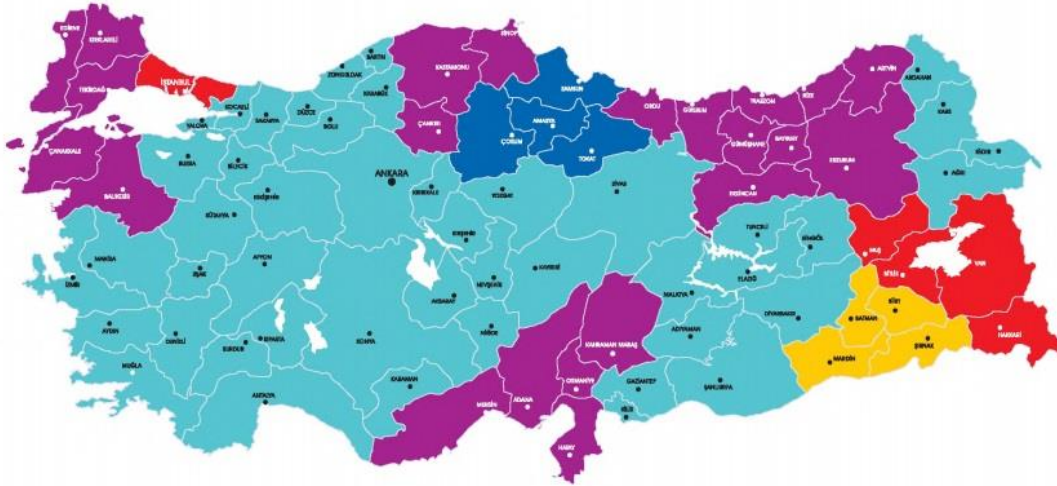 EDİRNE
KIRKLARELİ
TEKİRDAĞ
İSTANBUL
KOCAELİ
YALOVA
SAKARYA
DÜZCE
BOLU
ZONGULDAK
BARTIN
KARABÜK
KASTAMONU
SİNOP
ÇANKIRI
SAMSUN
AMASYA
ÇORUM
TOKAT
ORDU
GİRESUN
TRABZON
RİZE
ARTVİN
ARDAHAN
KARS
IĞDIR
AĞRI
GÜMÜŞHANE
BAYBURT
ERZURUM
ERZİNCAN
ÇANAKKALE
BALIKESİR
BURSA
BİLECİK
ESKİŞEHİR
KÜTAHYA
ANKARA
KIRIKKALE
YOZGAT
SİVAS
KIRŞEHİR
NEVŞEHİR
KAYSERİ
AKSARAY
NİĞDE
TUNCELİ
BİNGÖL
ELAZIĞ
MALATYA
MUŞ
BİTLİS
VAN
HAKKARİ
SİİRT
BATMAN
ŞIRNAK
MARDİN
DİYARBAKIR
ADIYAMAN
MANİSA
İZMİR
UŞAK
AFYON
AYDIN
DENİZLİ
BURDUR
ISPARTA
KONYA
MUĞLA
ANTALYA
KARAMAN
MERSİN
ADANA
KAHRAMAN MARAŞ
OSMANİYE
GAZİANTEP
ŞANLIURFA
KİLİS
HATAY